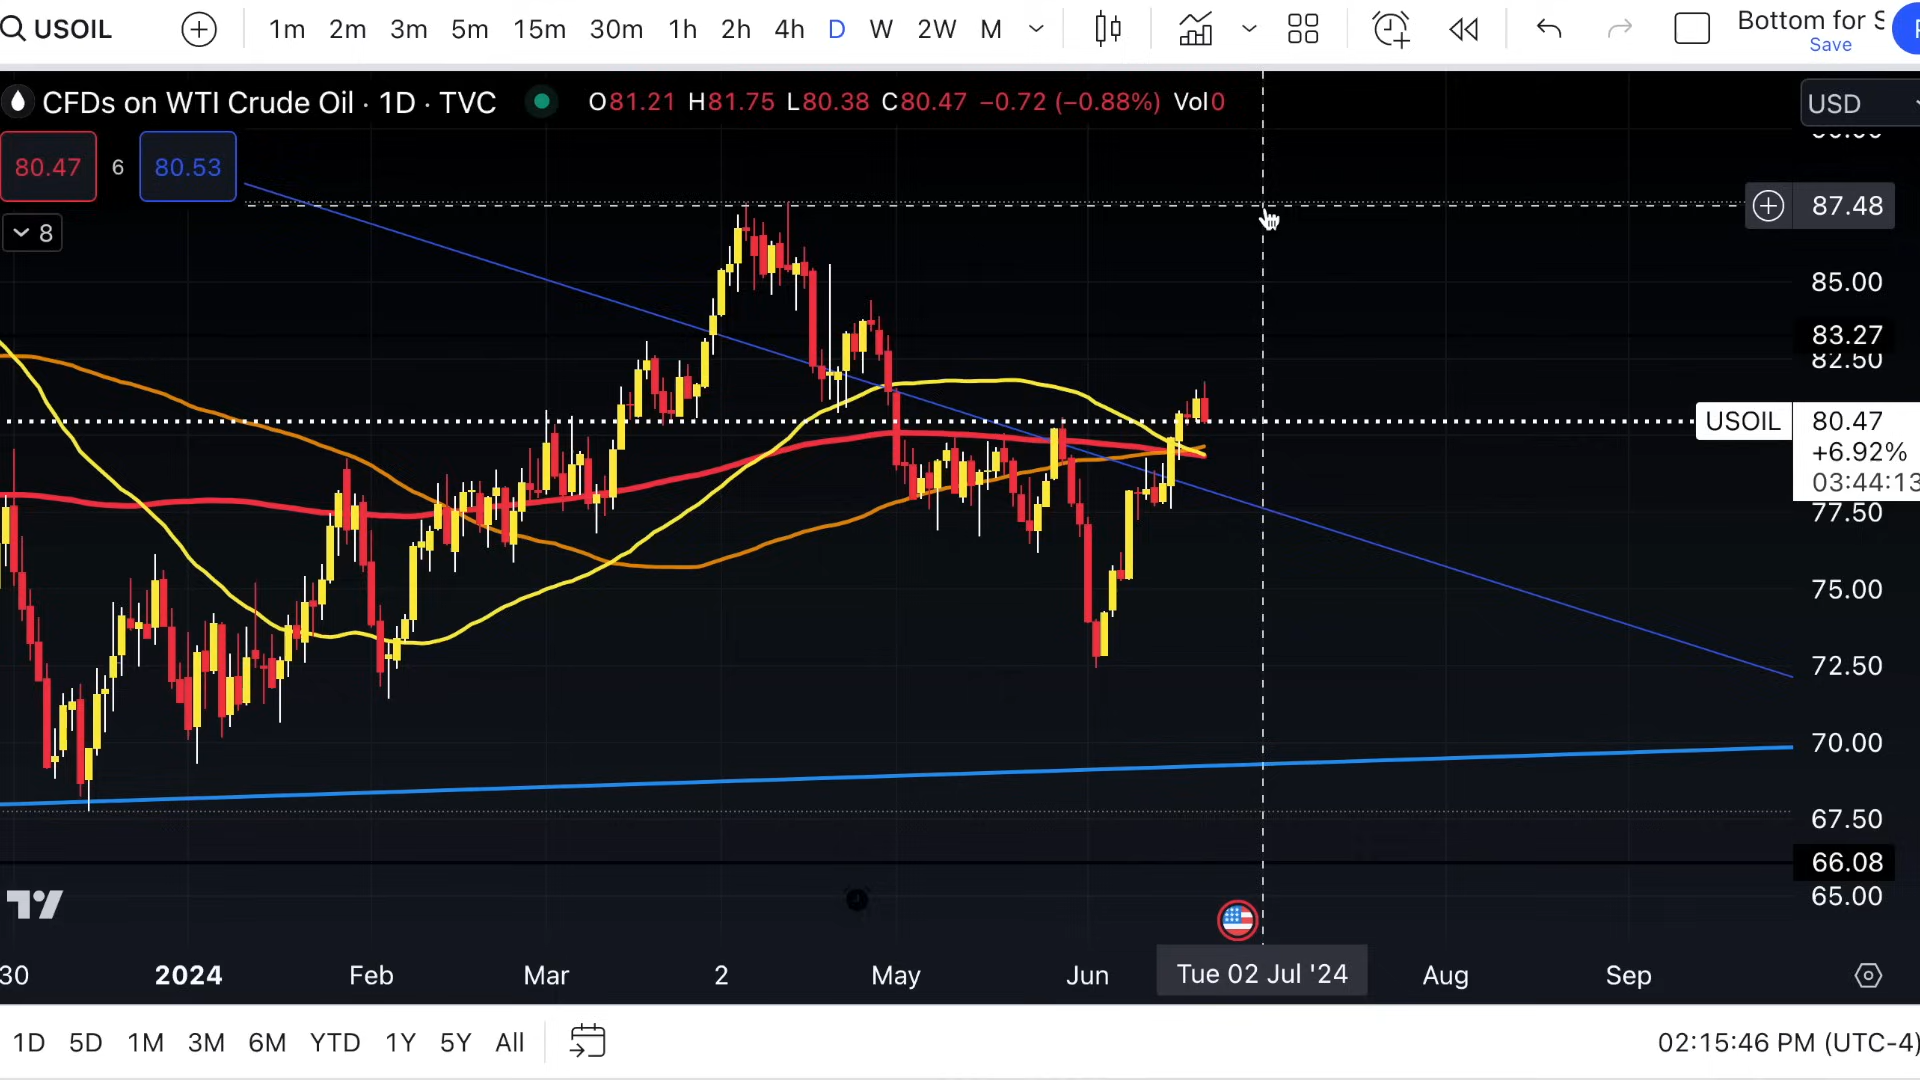 USOIL 1m 2m 3m 5m 15m 30m 1h 2h 4h D W 2W M Bottom for S
Save
CFDs on WTI Crude Oil · 1D · TVC O81.21 H81.75 L80.38 C80.47 −0.72 (−0.88%) Vol0
USD
80.47 6 80.53
87.48
8
85.00
83.27
82.50
USOIL 80.47
+6.92%
03:44:13
77.50
75.00
72.50
70.00
67.50
66.08
65.00
30 2024 Feb Mar 2 May Jun Tue 02 Jul '24 Aug Sep
1D 5D 1M 3M 6M YTD 1Y 5Y All 02:15:46 PM (UTC-4)